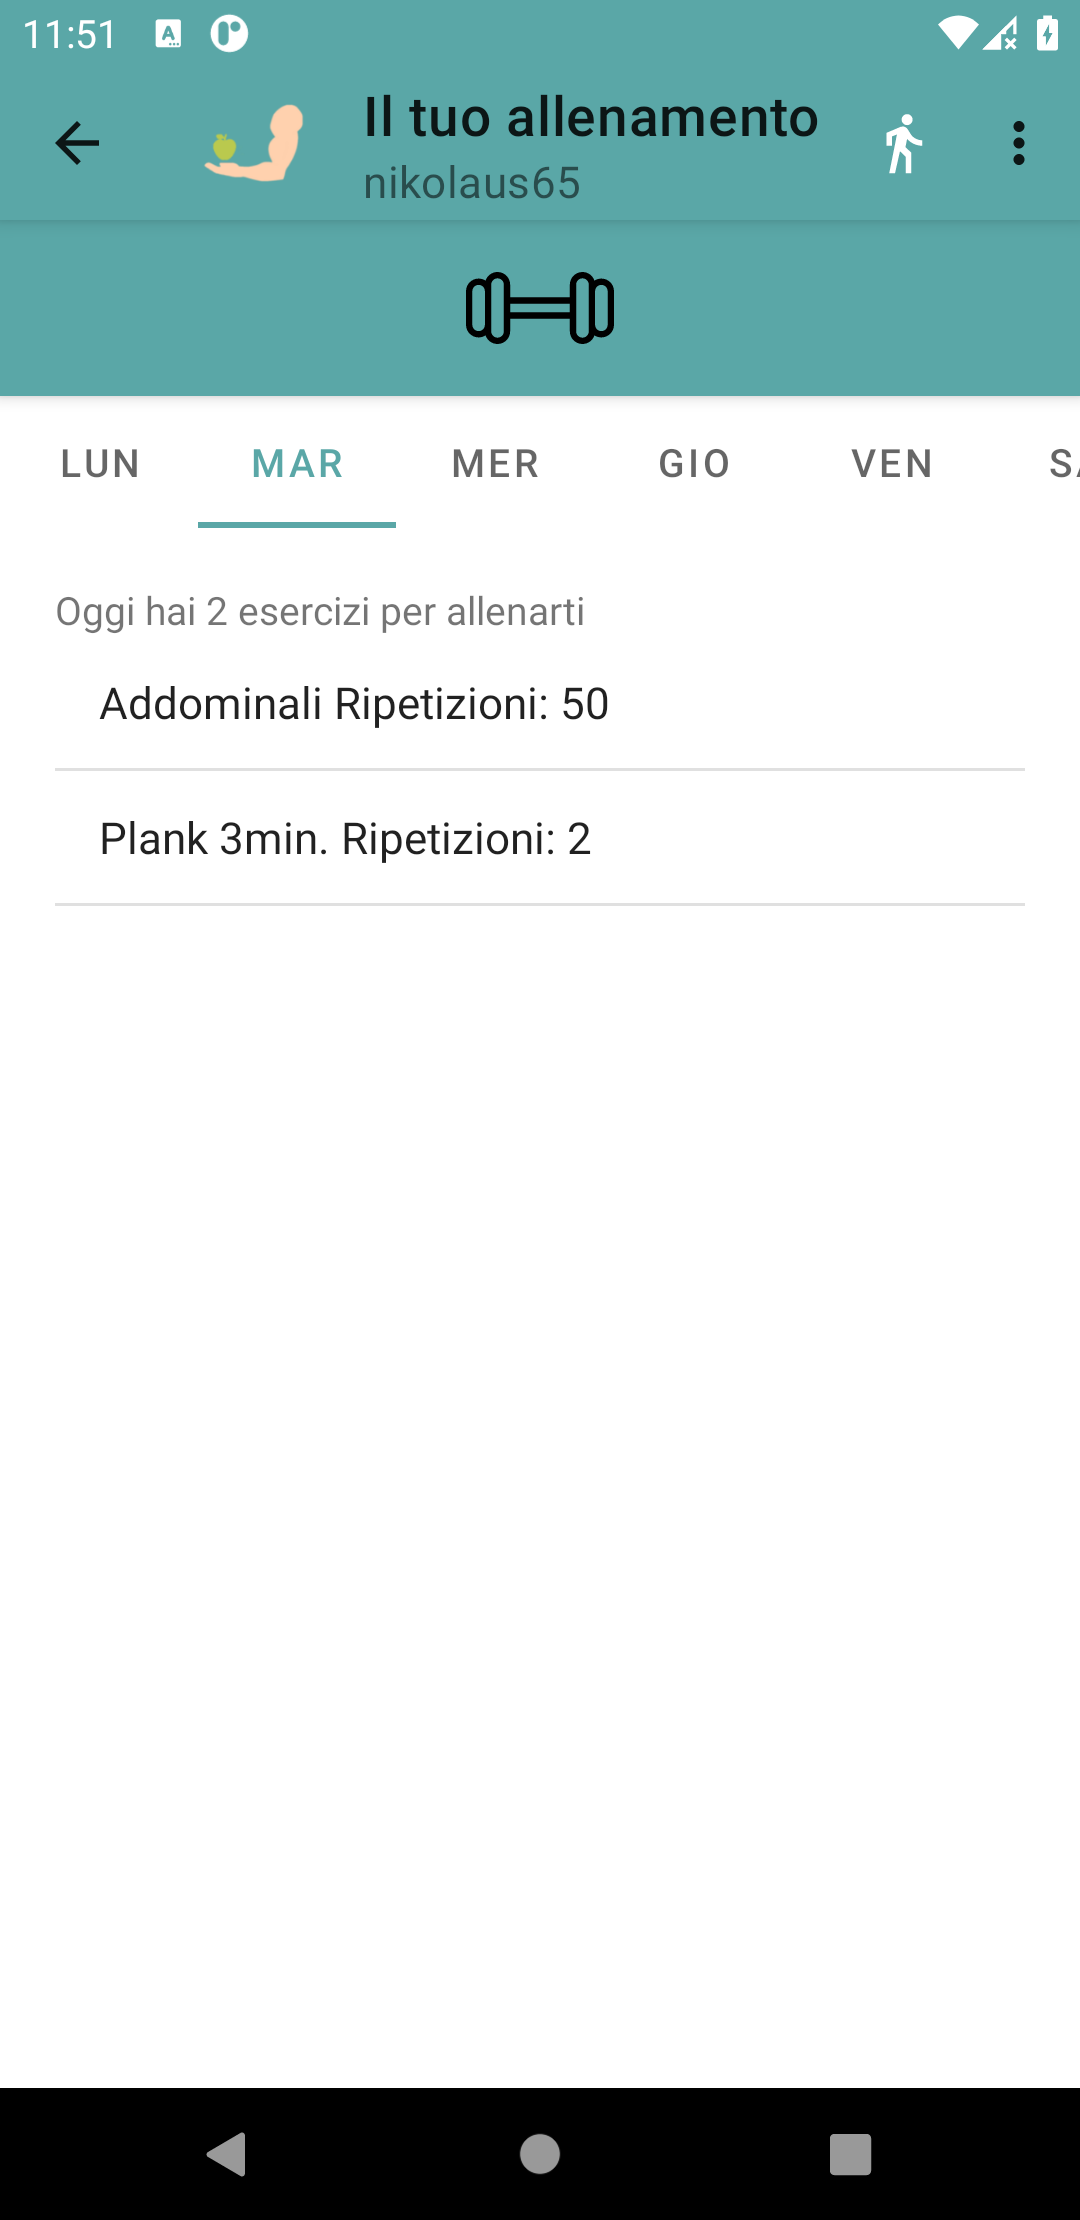 11:51
Il tuo allenamento
nikolaus65
LUN MAR MER GIO VEN SA
Oggi hai 2 esercizi per allenarti
Addominali Ripetizioni: 50
Plank 3min. Ripetizioni: 2